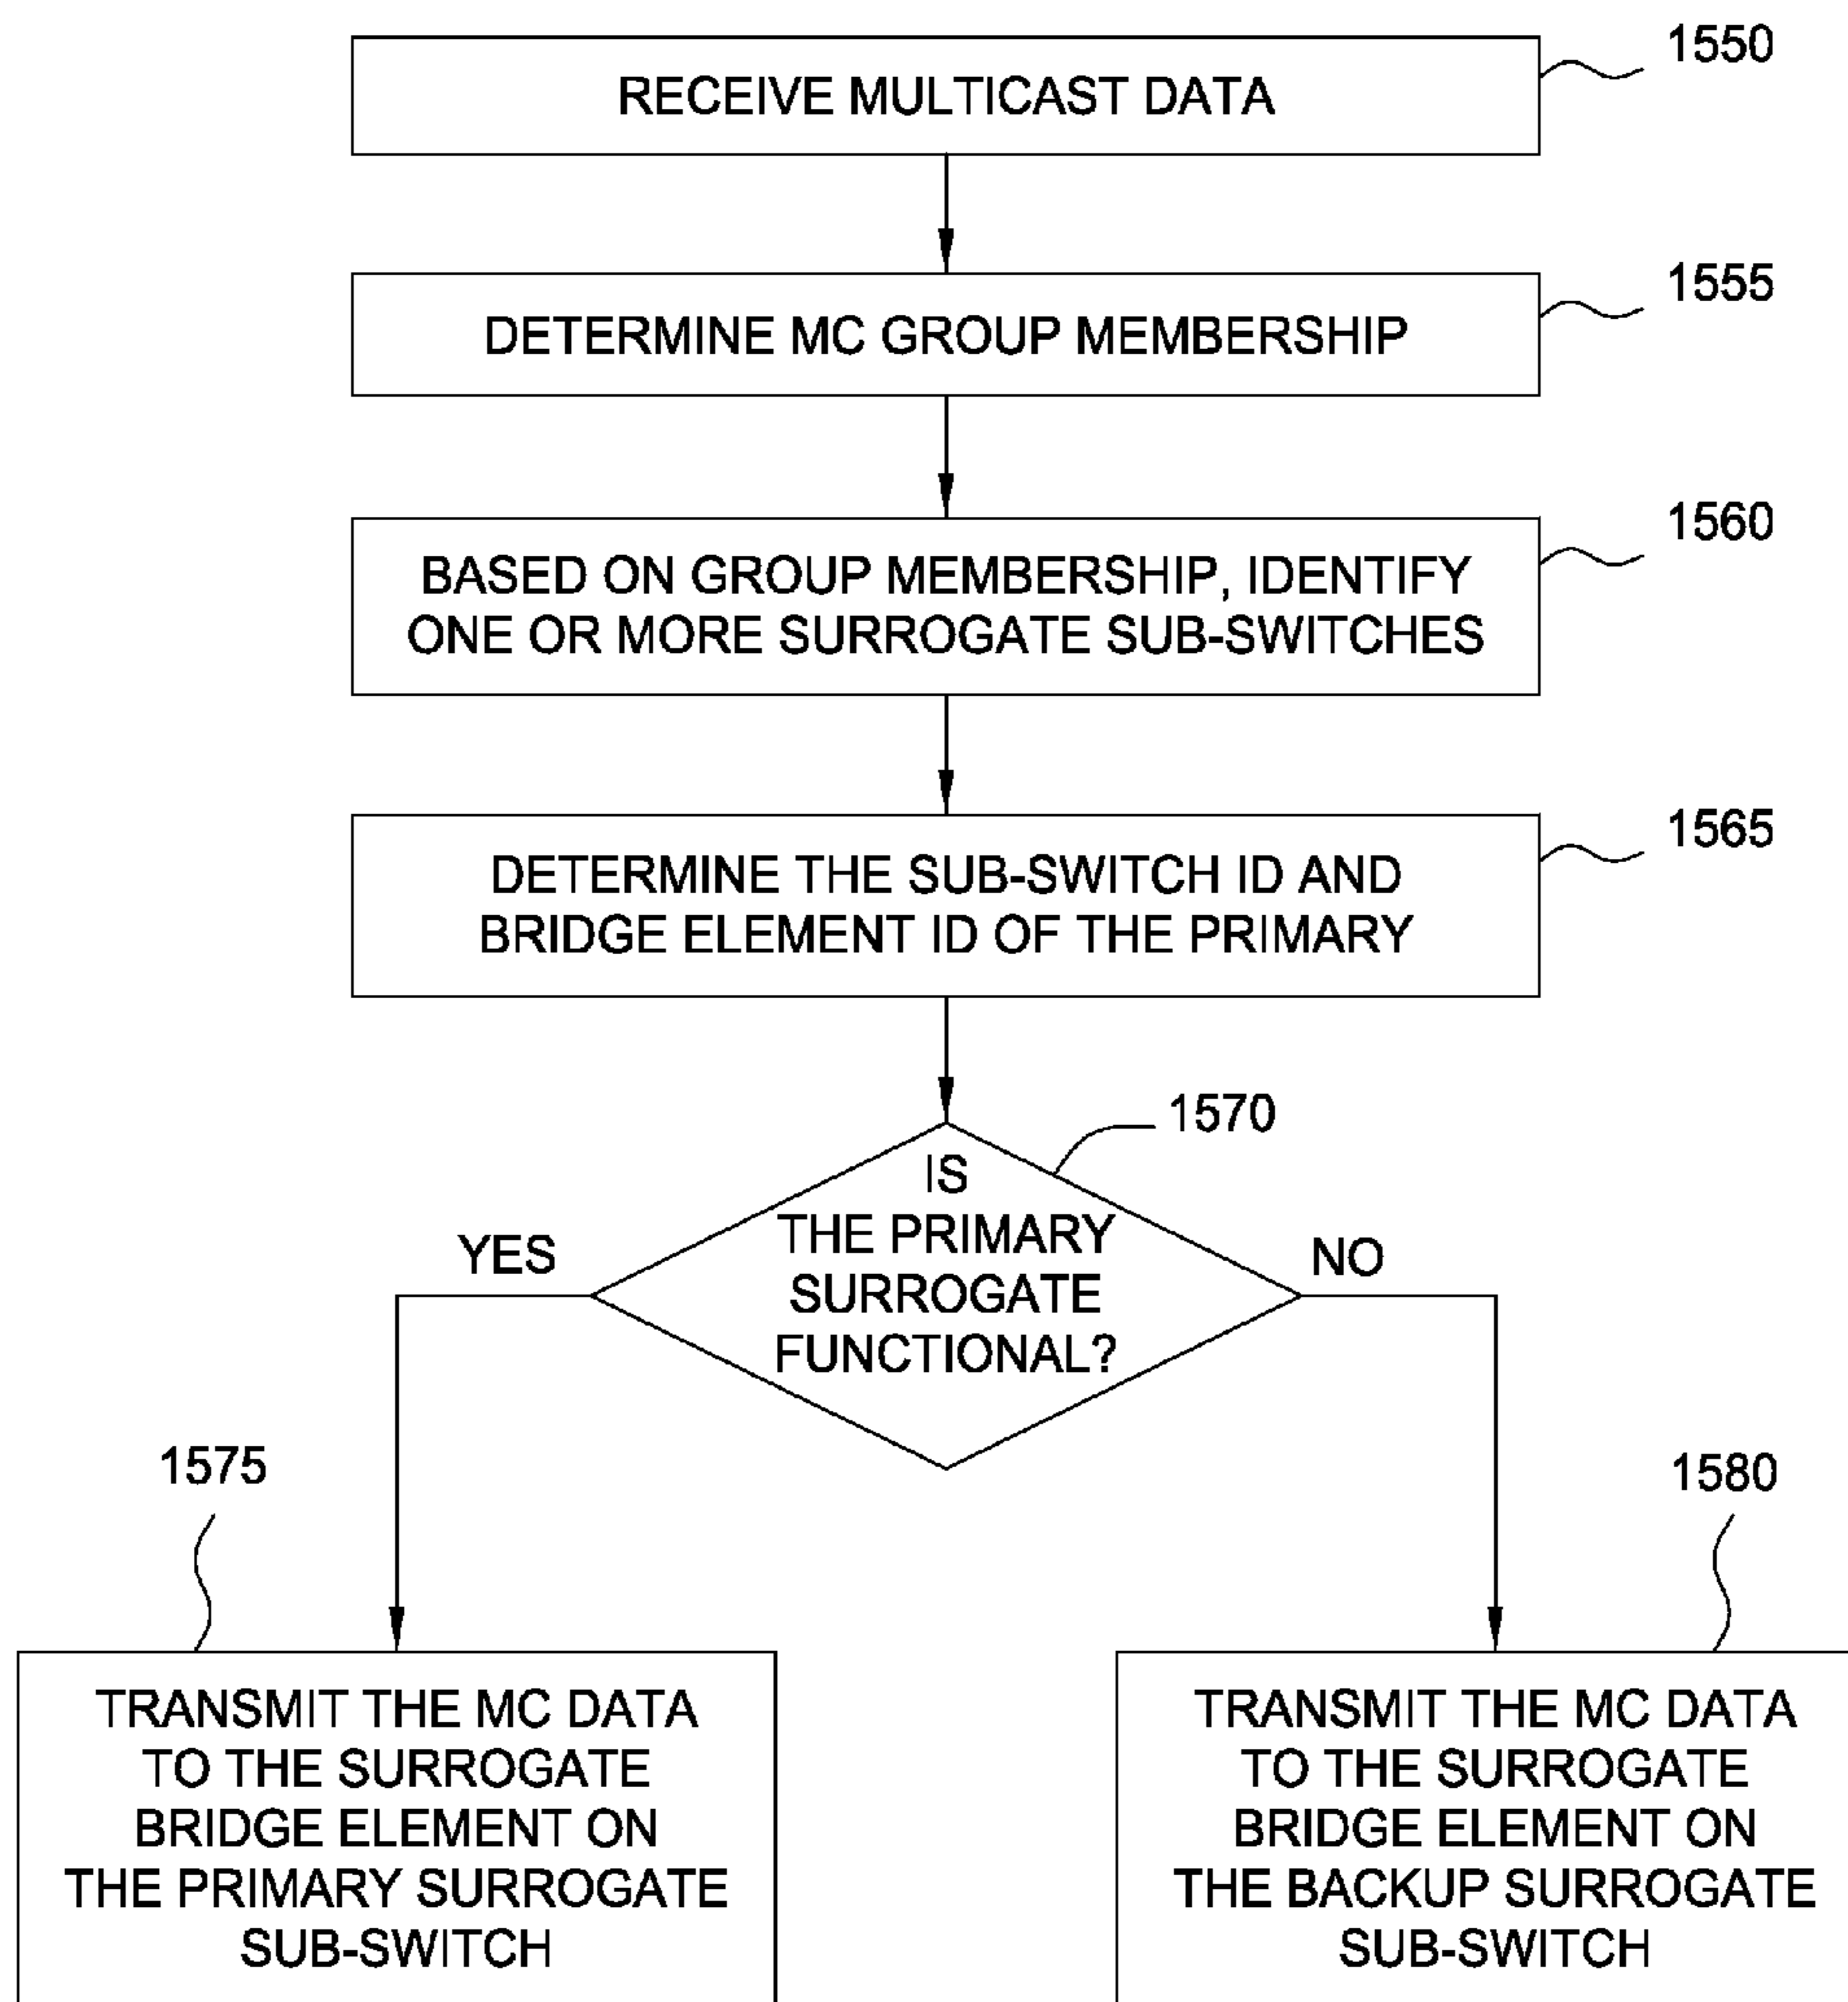 1550
RECEIVE MULTICAST DATA
1555
DETERMINE MC GROUP MEMBERSHIP
1560
BASED ON GROUP MEMBERSHIP, IDENTIFY
ONE OR MORE SURROGATE SUB-SWITCHES
1565
DETERMINE THE SUB-SWITCH ID AND
BRIDGE ELEMENT ID OF THE PRIMARY
1570
IS
THE PRIMARY
SURROGATE
FUNCTIONAL?
YES
NO
1575
TRANSMIT THE MC DATA
TO THE SURROGATE
BRIDGE ELEMENT ON
THE PRIMARY SURROGATE
SUB-SWITCH
1580
TRANSMIT THE MC DATA
TO THE SURROGATE
BRIDGE ELEMENT ON
THE BACKUP SURROGATE
SUB-SWITCH